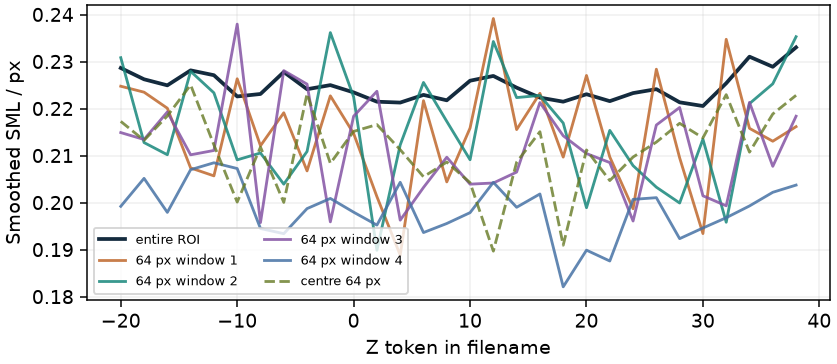 0.24
0.23
0.22
0.21
0.20
0.19
0.18
Smoothed SML / px
entire ROI
64 px window 1
64 px window 2
64 px window 3
64 px window 4
centre 64 px
−20
−10
0
10
20
30
40
Z token in filename